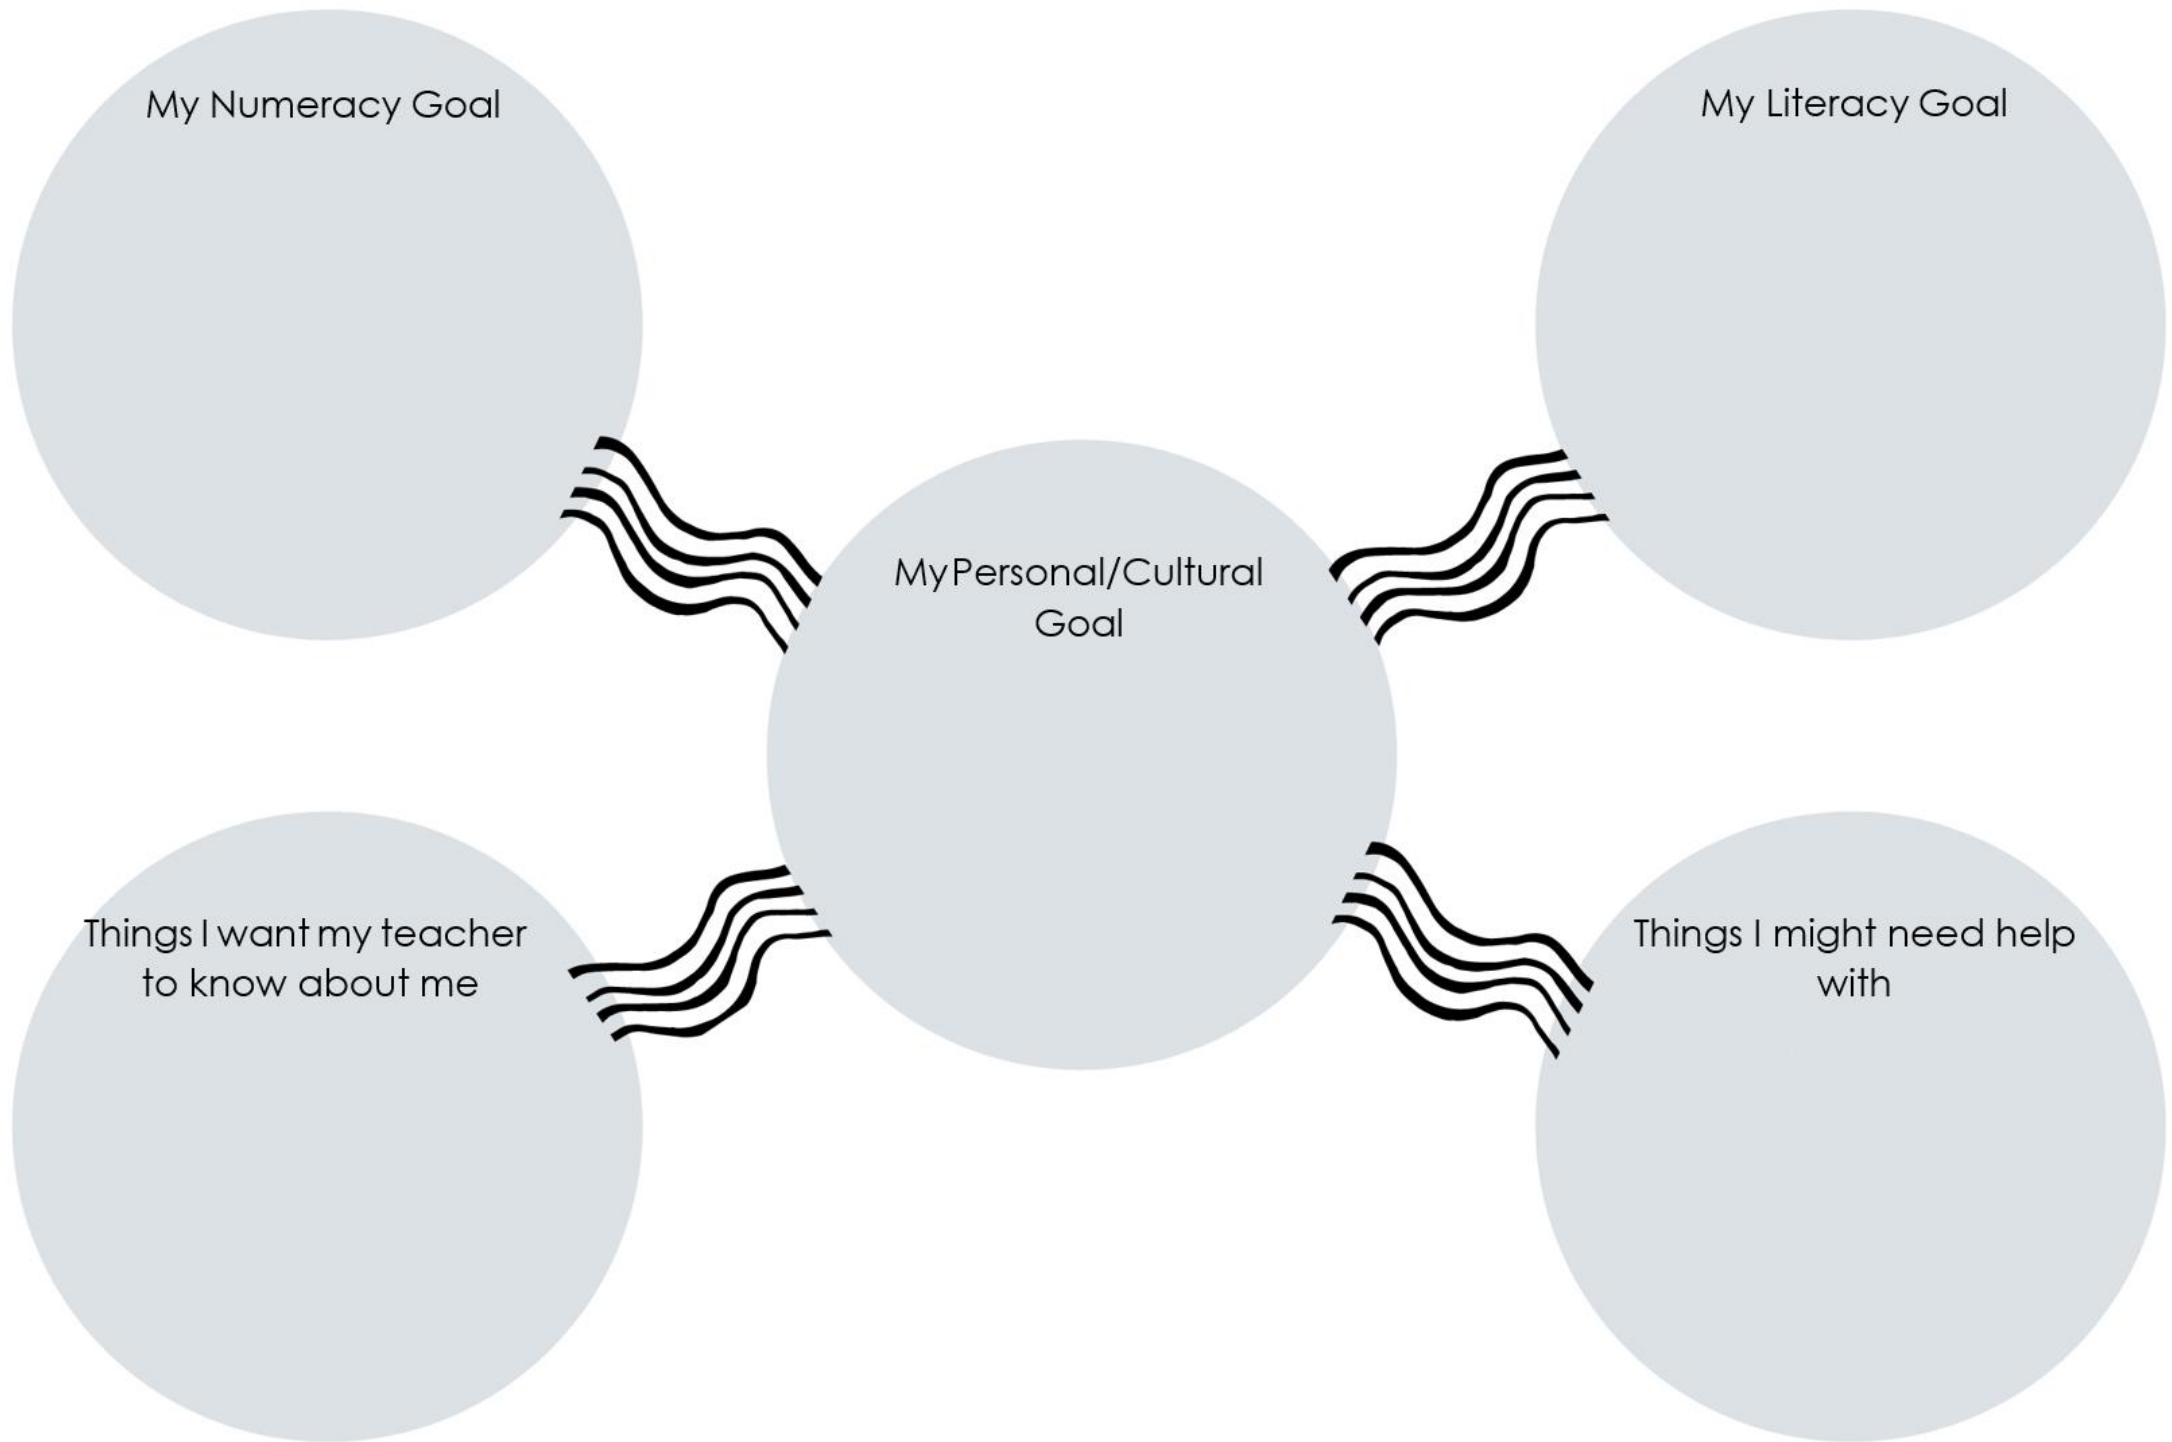 My Numeracy Goal
My Literacy Goal
My Personal/Cultural
Goal
Things I want my teacher
to know about me
Things I might need help
with